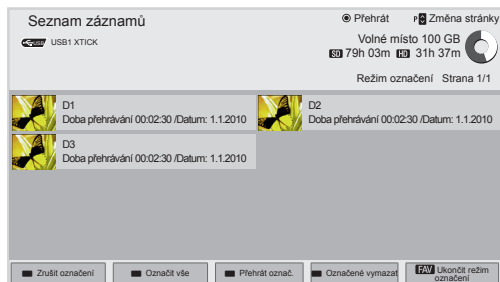 Seznam záznamů
Přehrát
P Změna stránky
USB USB1 XTICK
Volné místo 100 GB
SD 79h 03m HD 31h 37m
Režim označení Strana 1/1
D1
Doba přehrávání 00:02:30 /Datum: 1.1.2010
D2
Doba přehrávání 00:02:30 /Datum: 1.1.2010
D3
Doba přehrávání 00:02:30 /Datum: 1.1.2010
Zrušit označení
Označit vše
Přehrát označ.
Označené vymazat
FAV Ukončit režim
označení